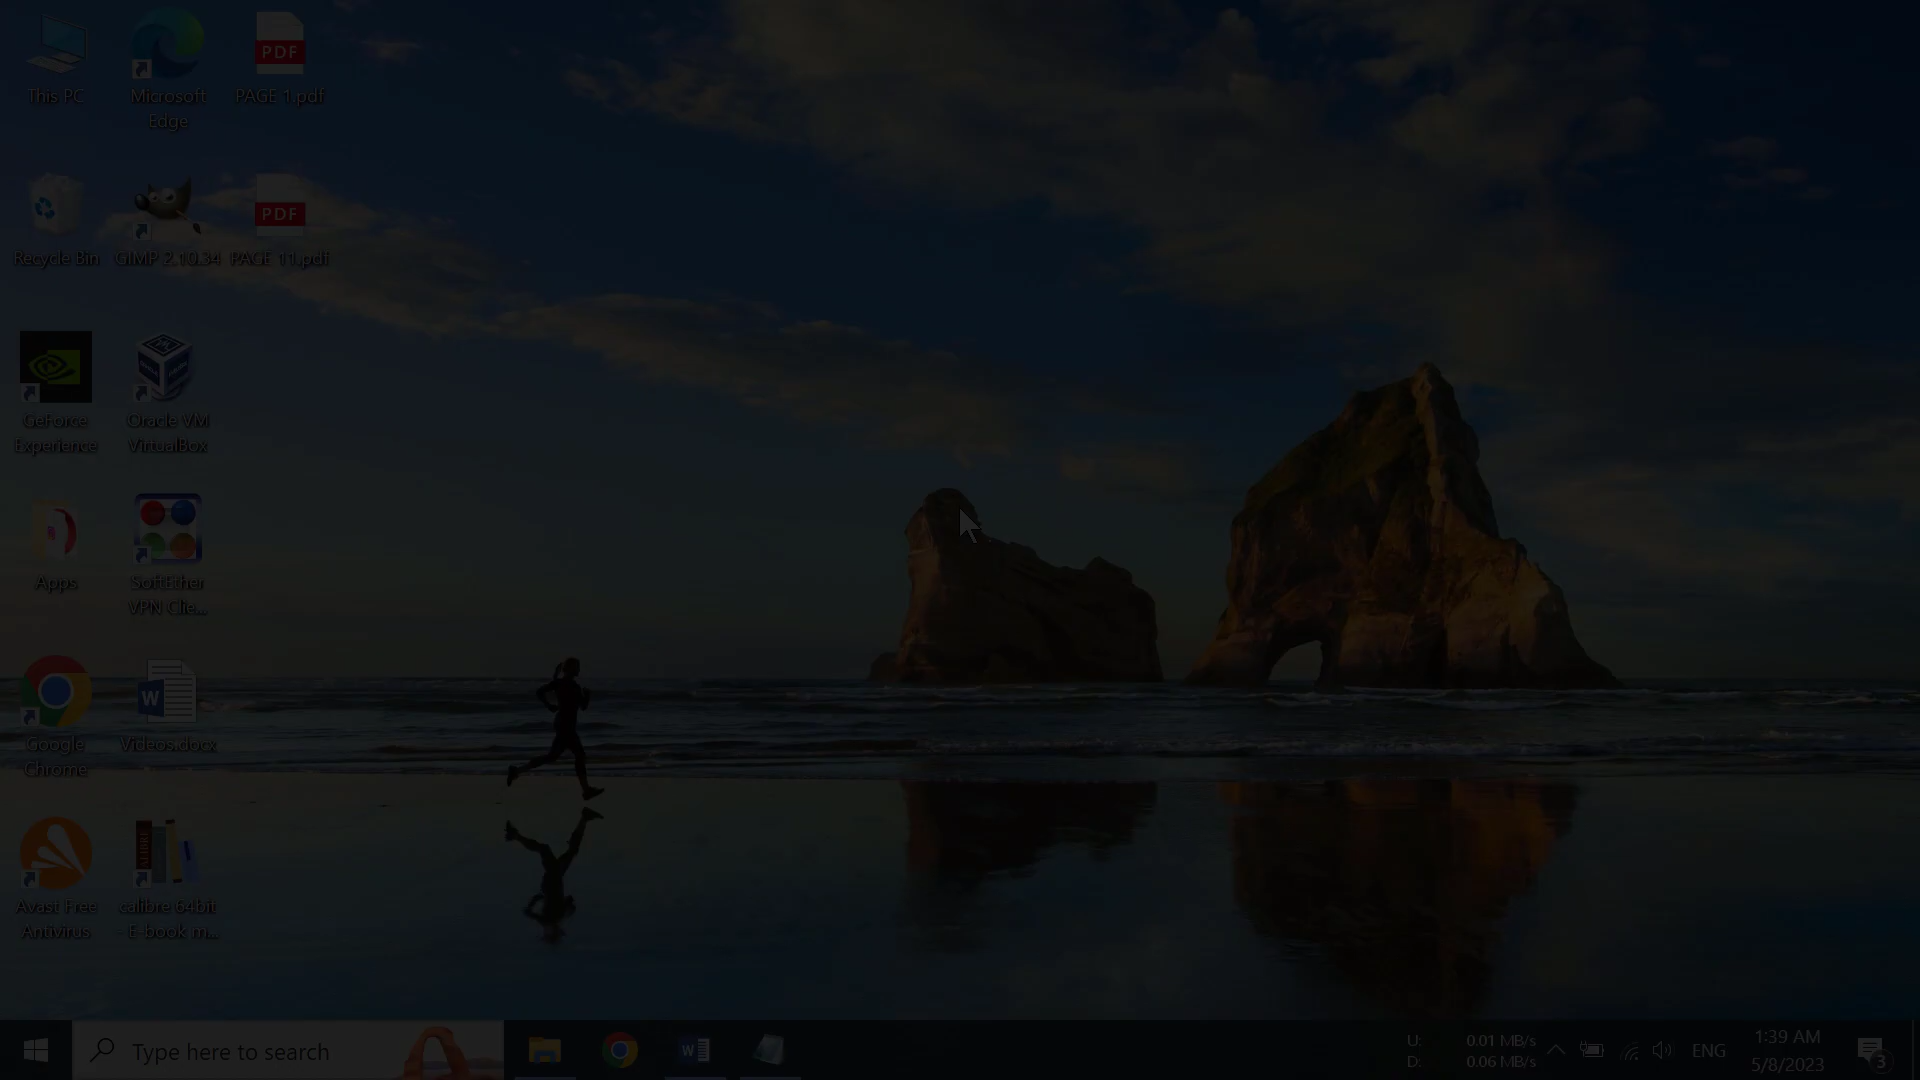 This PC
Microsoft
Edge
PDF
PAGE 1.pdf
Recycle Bin
GIMP 2.10.34
PDF
PAGE 11.pdf
GeForce
Experience
Oracle VM
VirtualBox
Apps
SoftEther
VPN Clie...
Google
Chrome
W
Videos.docx
Avast Free
Antivirus
calibre 64bit
- E-book m...
Type here to search
W
U: 0.01 MB/s
D: 0.06 MB/s
ENG
1:39 AM
5/8/2023
3